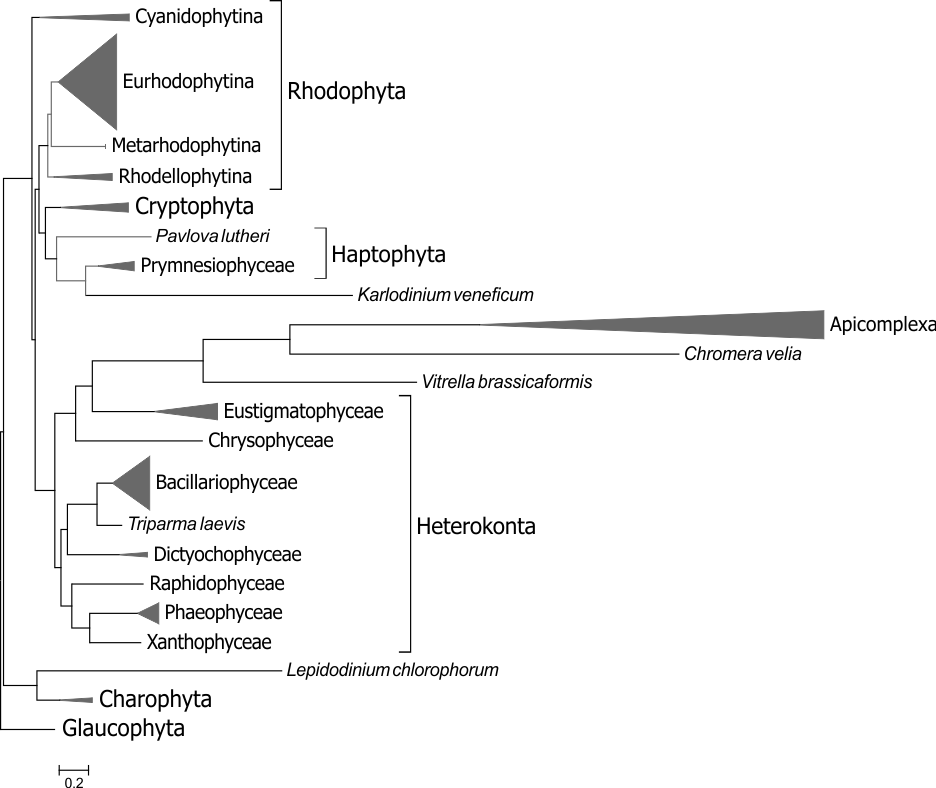 Cyanidophytina
Eurhodophytina
Rhodophyta
Metarhodophytina
Rhodellophytina
Cryptophyta
Pavlova lutheri
Haptophyta
Prymnesiophyceae
Karlodinium veneficum
Apicomplexa
Chromera velia
Vitrella brassicaformis
Eustigmatophyceae
Chrysophyceae
Bacillariophyceae
Triparma laevis
Heterokonta
Dictyochophyceae
Raphidophyceae
Phaeophyceae
Xanthophyceae
Lepidodinium chlorophorum
Charophyta
Glaucophyta
0.2